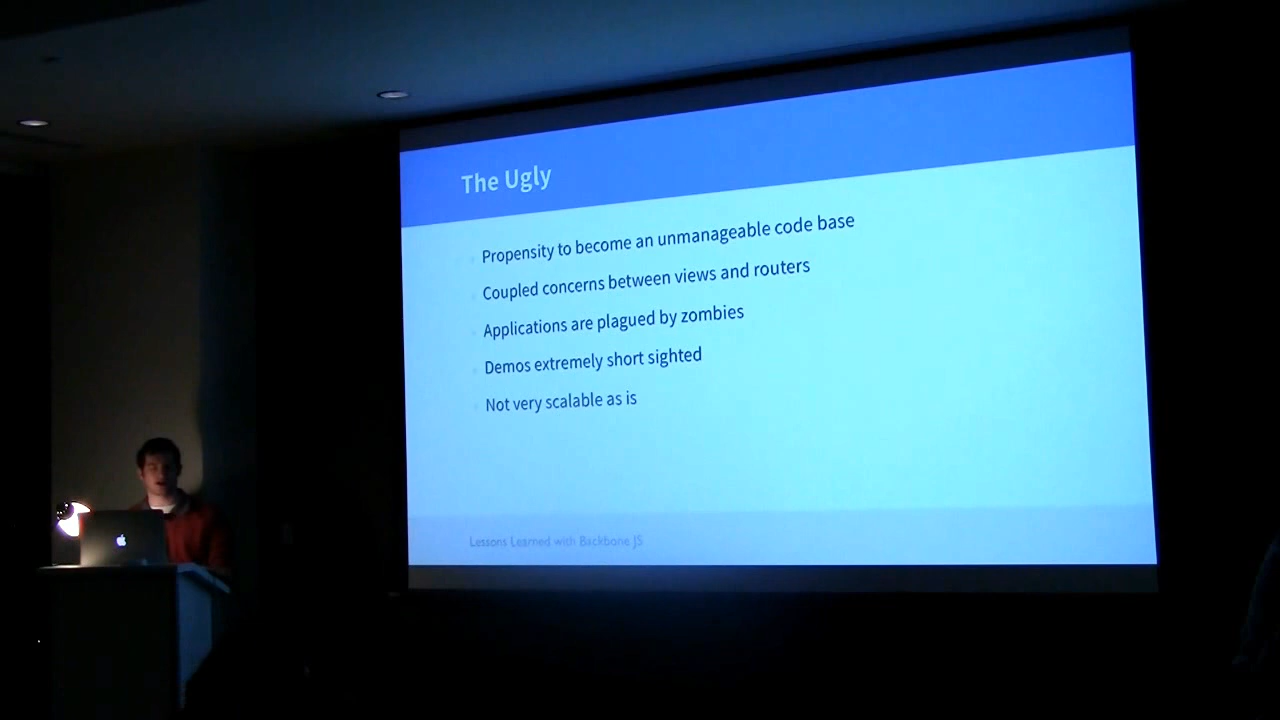 The Ugly
Propensity to become an unmanageable code base
Coupled concerns between views and routers
Applications are plagued by zombies
Demos extremely short sighted
Not very scalable as is
Lessons Learned with Backbone JS